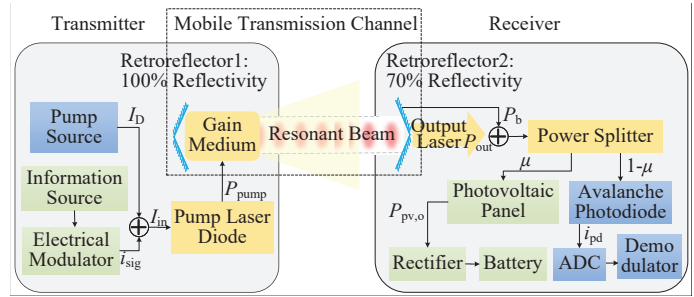 Transmitter
Mobile Transmission Channel
Receiver
Retroreflector1:
100% Reflectivity
Retroreflector2:
70% Reflectivity
Pump
Source
I_D
Gain
Medium
Resonant Beam
Output
Laser
P_out
P_b
Power Splitter
μ
1-μ
Information
Source
P_pump
I_in
Pump Laser
Diode
Electrical
Modulator
i_sig
Photovoltaic
Panel
Avalanche
Photodiode
P_pv,o
i_pd
Rectifier
Battery
ADC
Demo
dulator